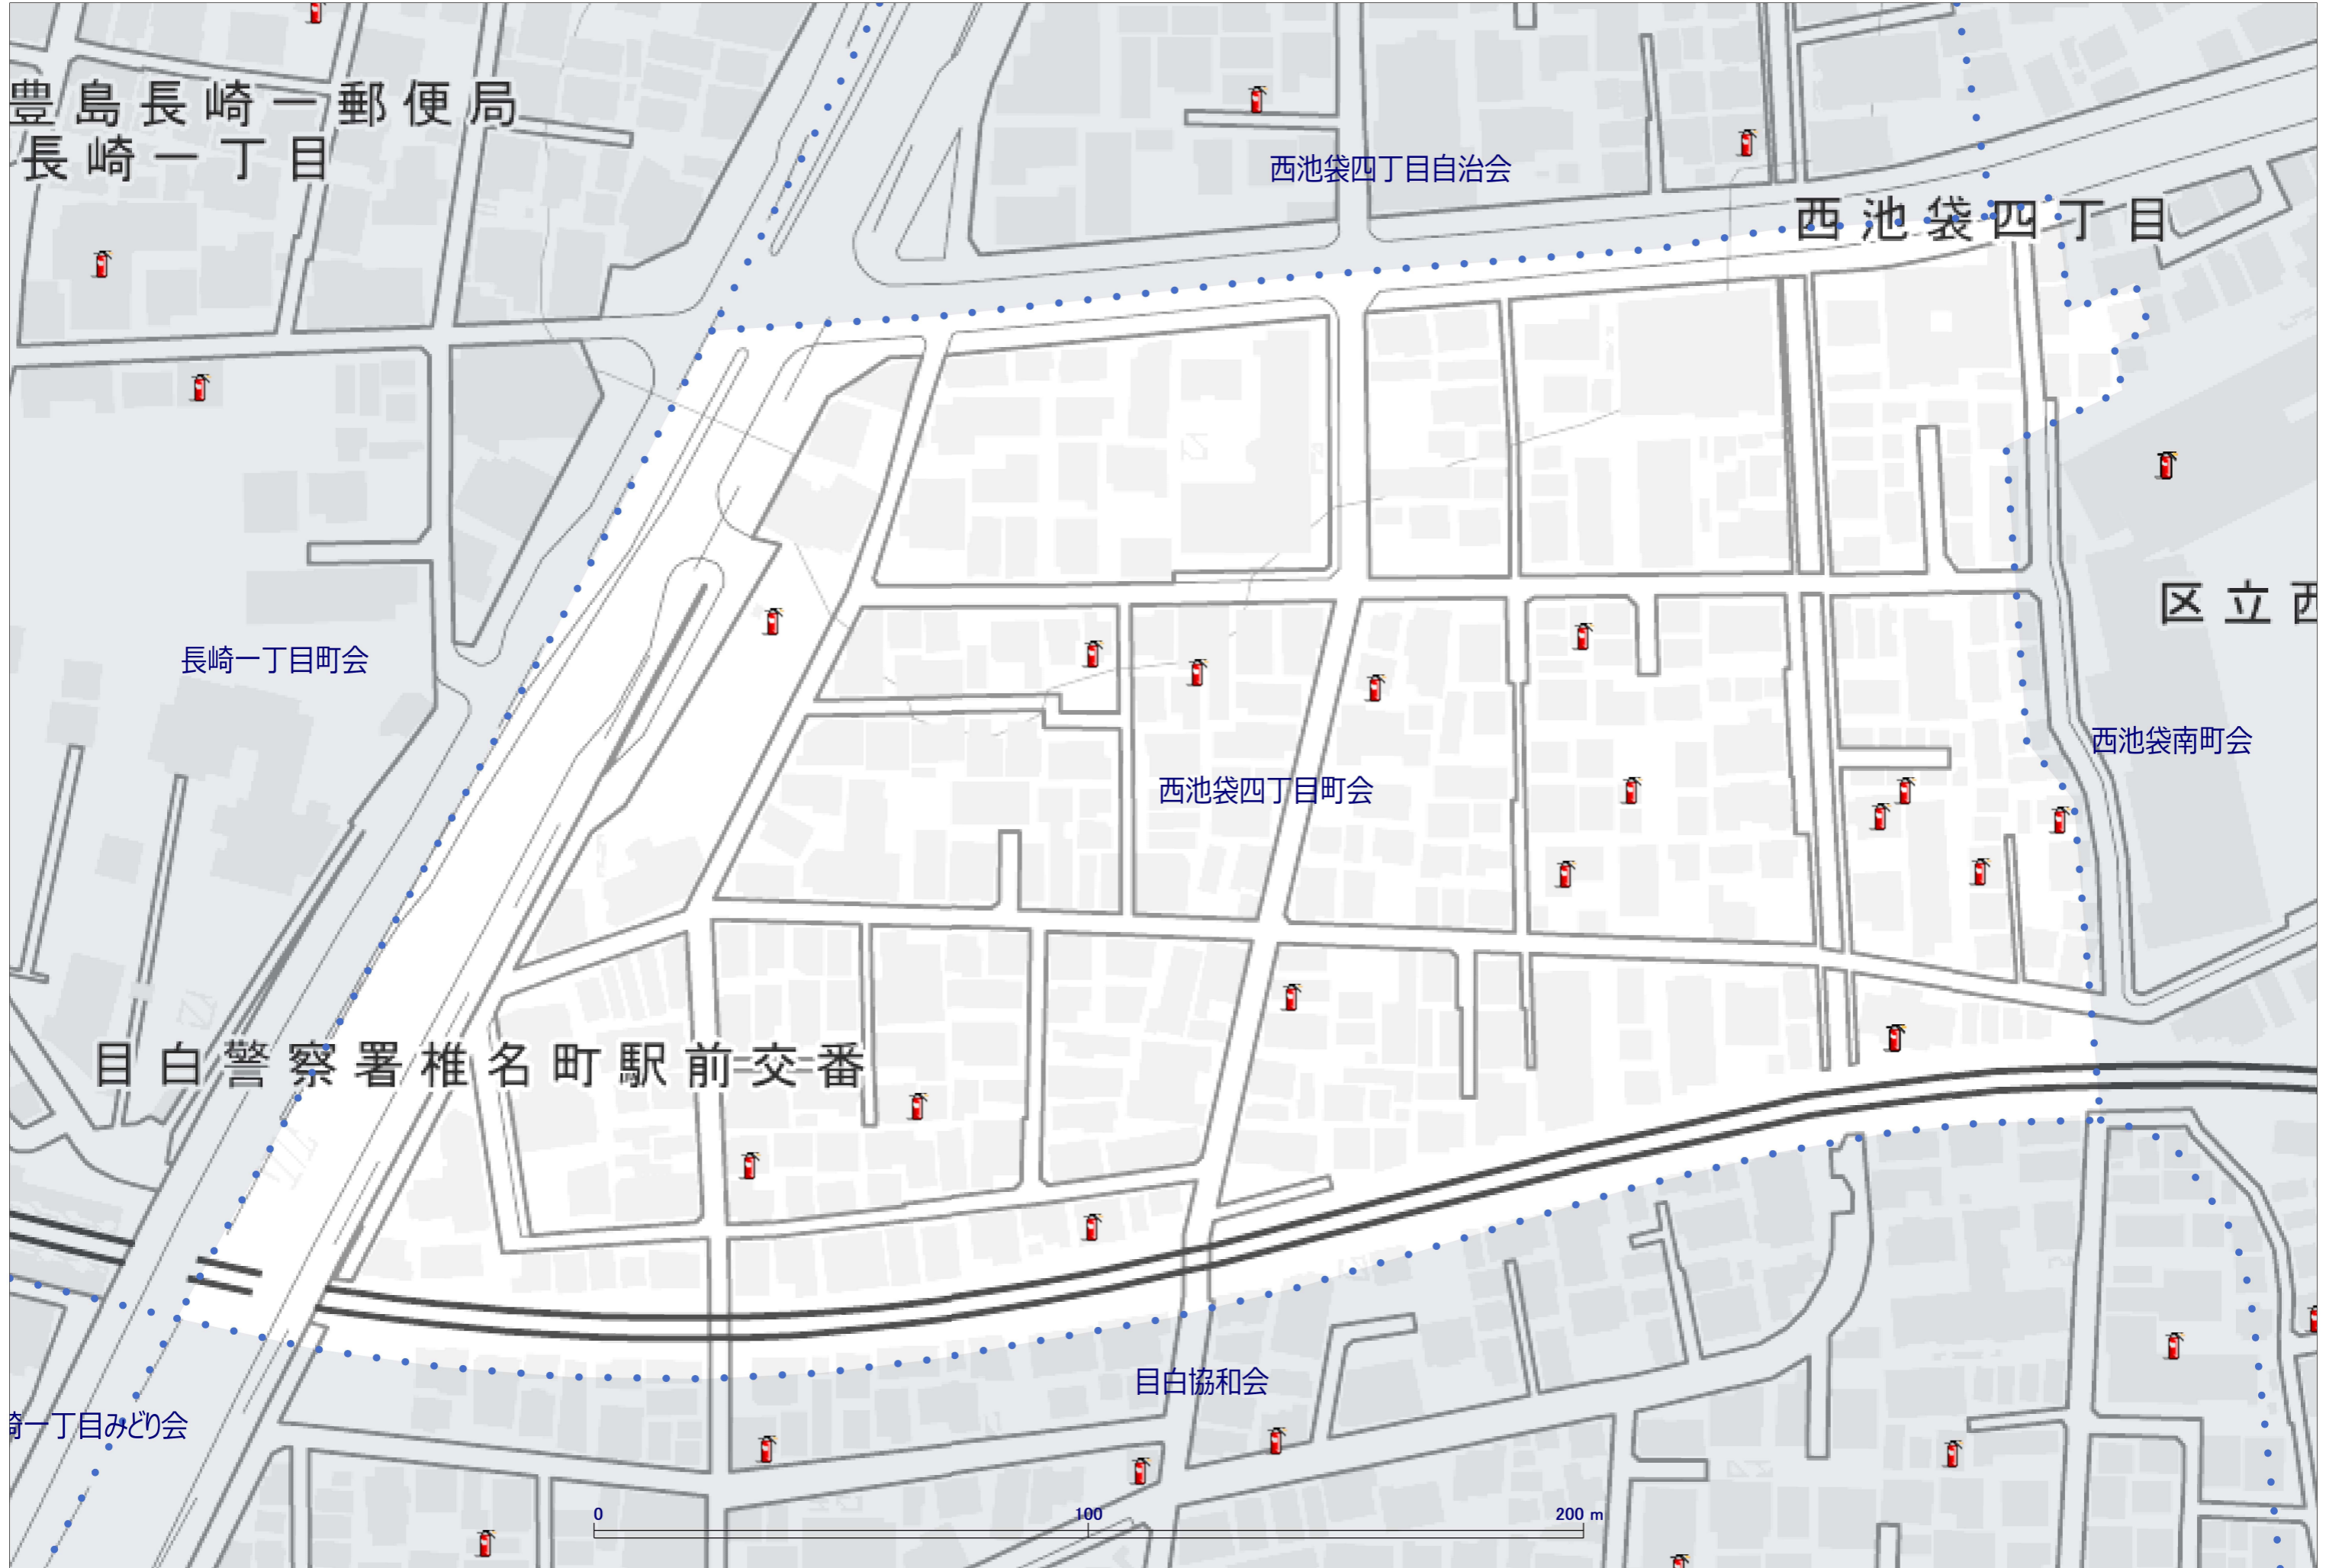 豊島長崎一郵便局
長崎一丁目
西池袋四丁目自治会
西池袋四丁目
区立西
長崎一丁目町会
西池袋南町会
西池袋四丁目町会
目白警察署椎名町駅前交番
目白協和会
崎一丁目みどり会
0 100 200 m